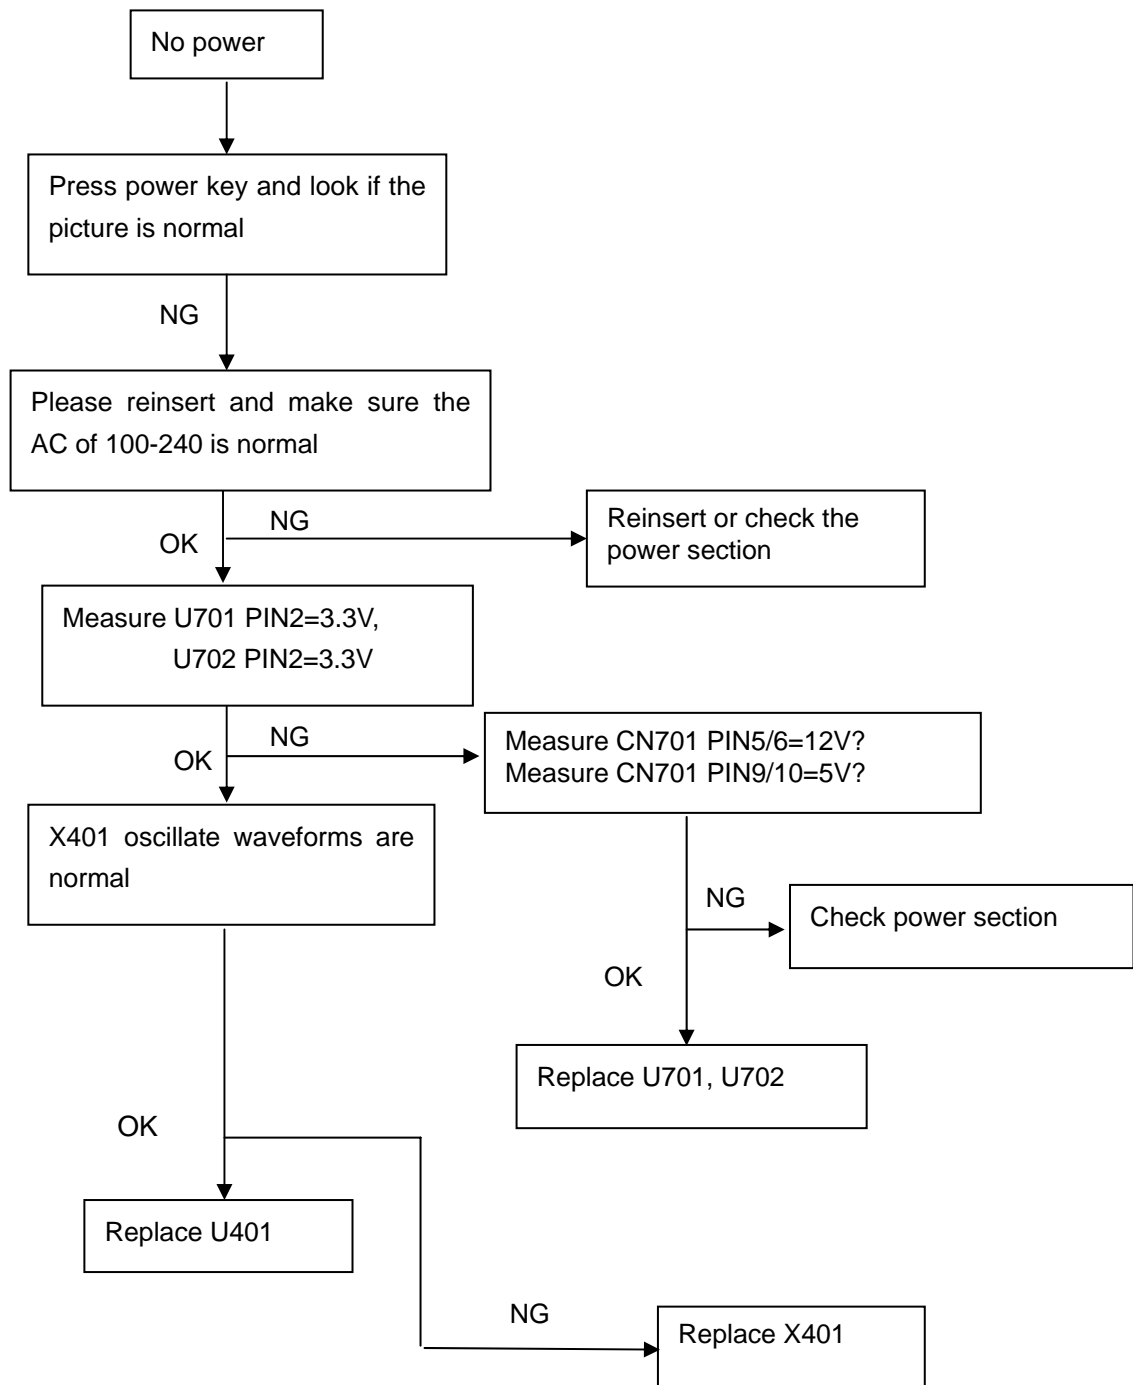 No power
Press power key and look if the
picture is normal
NG
Please reinsert and make sure the
AC of 100-240 is normal
NG
OK
Reinsert or check the
power section
Measure U701 PIN2=3.3V,
U702 PIN2=3.3V
NG
OK
Measure CN701 PIN5/6=12V?
Measure CN701 PIN9/10=5V?
X401 oscillate waveforms are
normal
NG
Check power section
OK
Replace U701, U702
OK
Replace U401
NG
Replace X401